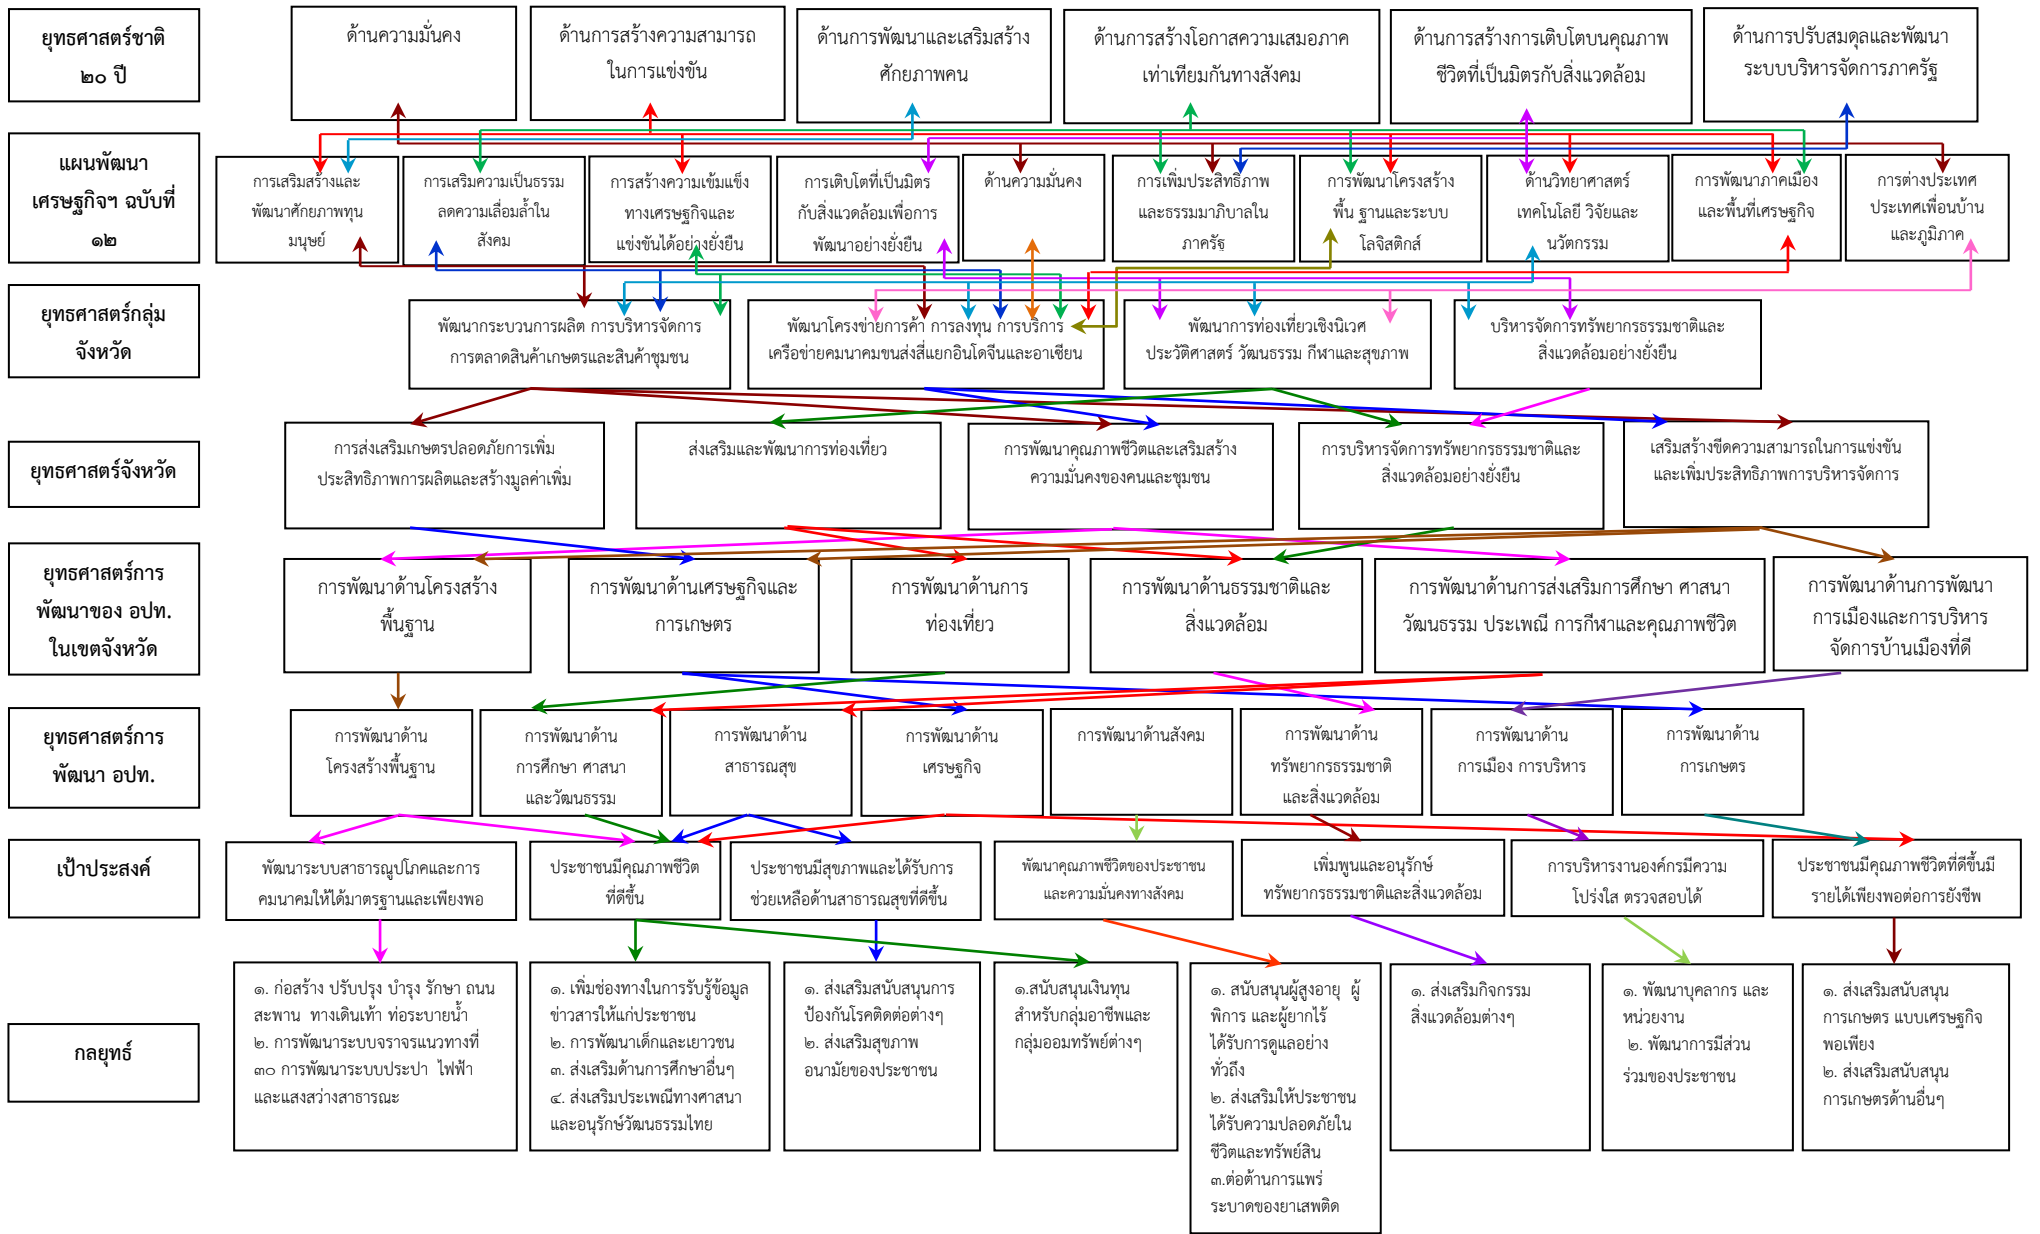 ยุทธศาสตร์ชาติ
๒๐ ปี
ด้านความมั่นคง
ด้านการสร้างความสามารถ
ในการแข่งขัน
ด้านการพัฒนาและเสริมสร้าง
ศักยภาพคน
ด้านการสร้างโอกาสความเสมอภาค
เท่าเทียมกันทางสังคม
ด้านการสร้างการเติบโตบนคุณภาพ
ชีวิตที่เป็นมิตรกับสิ่งแวดล้อม
ด้านการปรับสมดุลและพัฒนา
ระบบบริหารจัดการภาครัฐ
แผนพัฒนา
เศรษฐกิจฯ ฉบับที่
๑๒
การเสริมสร้างและ
พัฒนาศักยภาพทุน
มนุษย์
การเสริมความเป็นธรรม
ลดความเลื่อมล้ำใน
สังคม
การสร้างความเข้มแข็ง
ทางเศรษฐกิจและ
แข่งขันได้อย่างยั่งยืน
การเติบโตที่เป็นมิตร
กับสิ่งแวดล้อมเพื่อการ
พัฒนาอย่างยั่งยืน
ด้านความมั่นคง
การเพิ่มประสิทธิภาพ
และธรรมมาภิบาลใน
ภาครัฐ
การพัฒนาโครงสร้าง
พื้น ฐานและระบบ
โลจิสติกส์
ด้านวิทยาศาสตร์
เทคโนโลยี วิจัยและ
นวัตกรรม
การพัฒนาภาคเมือง
และพื้นที่เศรษฐกิจ
การต่างประเทศ
ประเทศเพื่อนบ้าน
และภูมิภาค
ยุทธศาสตร์กลุ่ม
จังหวัด
พัฒนากระบวนการผลิต การบริหารจัดการ
การตลาดสินค้าเกษตรและสินค้าชุมชน
พัฒนาโครงข่ายการค้า การลงทุน การบริการ
เครือข่ายคมนาคมขนส่งสี่แยกอินโดจีนและอาเซียน
พัฒนาการท่องเที่ยวเชิงนิเวศ
ประวัติศาสตร์ วัฒนธรรม กีฬาและสุขภาพ
บริหารจัดการทรัพยากรธรรมชาติและ
สิ่งแวดล้อมอย่างยั่งยืน
ยุทธศาสตร์จังหวัด
การส่งเสริมเกษตรปลอดภัยการเพิ่ม
ประสิทธิภาพการผลิตและสร้างมูลค่าเพิ่ม
ส่งเสริมและพัฒนาการท่องเที่ยว
การพัฒนาคุณภาพชีวิตและเสริมสร้าง
ความมั่นคงของคนและชุมชน
การบริหารจัดการทรัพยากรธรรมชาติและ
สิ่งแวดล้อมอย่างยั่งยืน
เสริมสร้างขีดความสามารถในการแข่งขัน
และเพิ่มประสิทธิภาพการบริหารจัดการ
ยุทธศาสตร์การ
พัฒนาของ อปท.
ในเขตจังหวัด
การพัฒนาด้านโครงสร้าง
พื้นฐาน
การพัฒนาด้านเศรษฐกิจและ
การเกษตร
การพัฒนาด้านการ
ท่องเที่ยว
การพัฒนาด้านธรรมชาติและ
สิ่งแวดล้อม
การพัฒนาด้านการส่งเสริมการศึกษา ศาสนา
วัฒนธรรม ประเพณี การกีฬาและคุณภาพชีวิต
การพัฒนาด้านการพัฒนา
การเมืองและการบริหาร
จัดการบ้านเมืองที่ดี
ยุทธศาสตร์การ
พัฒนา อปท.
การพัฒนาด้าน
โครงสร้างพื้นฐาน
การพัฒนาด้าน
การศึกษา ศาสนา
และวัฒนธรรม
การพัฒนาด้าน
สาธารณสุข
การพัฒนาด้าน
เศรษฐกิจ
การพัฒนาด้านสังคม
การพัฒนาด้าน
ทรัพยากรธรรมชาติ
และสิ่งแวดล้อม
การพัฒนาด้าน
การเมือง การบริหาร
การพัฒนาด้าน
การเกษตร
เป้าประสงค์
พัฒนาระบบสาธารณูปโภคและการ
คมนาคมให้ได้มาตรฐานและเพียงพอ
ประชาชนมีคุณภาพชีวิต
ที่ดีขึ้น
ประชาชนมีสุขภาพและได้รับการ
ช่วยเหลือด้านสาธารณสุขที่ดีขึ้น
พัฒนาคุณภาพชีวิตของประชาชน
และความมั่นคงทางสังคม
เพิ่มพูนและอนุรักษ์
ทรัพยากรธรรมชาติและสิ่งแวดล้อม
การบริหารงานองค์กรมีความ
โปร่งใส ตรวจสอบได้
ประชาชนมีคุณภาพชีวิตที่ดีขึ้นมี
รายได้เพียงพอต่อการยังชีพ
กลยุทธ์
๑. ก่อสร้าง ปรับปรุง บำรุง รักษา ถนน
สะพาน ทางเดินเท้า ท่อระบายน้ำ
๒. การพัฒนาระบบจราจรแนวทางที่
๓๐ การพัฒนาระบบประปา ไฟฟ้า
และแสงสว่างสาธารณะ
๑. เพิ่มช่องทางในการรับรู้ข้อมูล
ข่าวสารให้แก่ประชาชน
๒. การพัฒนาเด็กและเยาวชน
๓. ส่งเสริมด้านการศึกษาอื่นๆ
๔. ส่งเสริมประเพณีทางศาสนา
และอนุรักษ์วัฒนธรรมไทย
๑. ส่งเสริมสนับสนุนการ
ป้องกันโรคติดต่อต่างๆ
๒. ส่งเสริมสุขภาพ
อนามัยของประชาชน
๑.สนับสนุนเงินทุน
สำหรับกลุ่มอาชีพและ
กลุ่มออมทรัพย์ต่างๆ
๑. สนับสนุนผู้สูงอายุ ผู้
พิการ และผู้ยากไร้
ได้รับการดูแลอย่าง
ทั่วถึง
๒. ส่งเสริมให้ประชาชน
ได้รับความปลอดภัยใน
ชีวิตและทรัพย์สิน
๓.ต่อต้านการแพร่
ระบาดของยาเสพติด
๑. ส่งเสริมกิจกรรม
สิ่งแวดล้อมต่างๆ
๑. พัฒนาบุคลากร และ
หน่วยงาน
๒. พัฒนาการมีส่วน
ร่วมของประชาชน
๑. ส่งเสริมสนับสนุน
การเกษตร แบบเศรษฐกิจ
พอเพียง
๒. ส่งเสริมสนับสนุน
การเกษตรด้านอื่นๆ